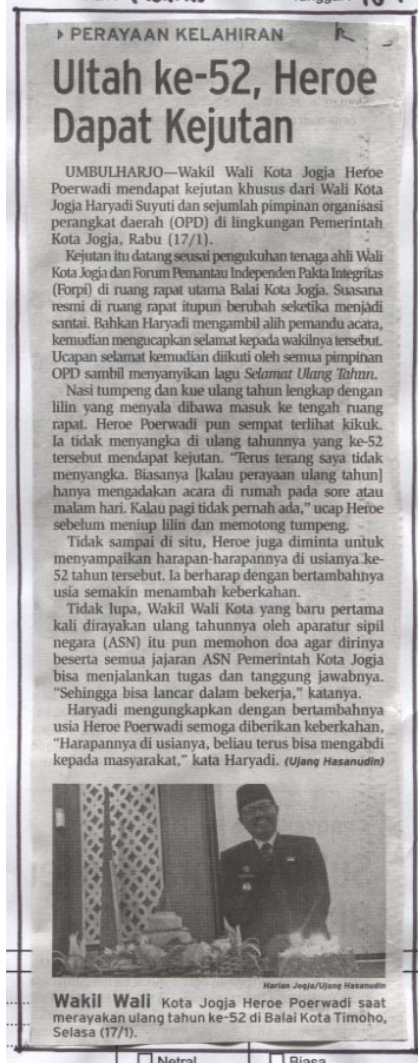 PERAYAAN KELAHIRAN
Ultah ke-52, Heroe
Dapat Kejutan
UMBULHARJO—Wakil Wali Kota Jogja Heroe
Poerwadi mendapat kejutan khusus dari Wali Kota
Jogja Haryadi Suyuti dan sejumlah pimpinan organisasi
perangkat daerah (OPD) di lingkungan Pemerintah
Kota Jogja, Rabu (17/1).
Kejutan itu datang seusai pengukuhan tenaga ahli Wali
Kota Jogja dan Forum Pemantau Independen Pakta Integritas
(Forpi) di ruang rapat utama Balai Kota Jogja. Suasana
resmi di ruang rapat itupun berubah seketika menjadi
santai. Bahkan Haryadi mengambil alih pemandu acara,
kemudian mengucapkan selamat kepada wakilnya tersebut.
Ucapan selamat kemudian diikuti oleh semua pimpinan
OPD sambil menyanyikan lagu Selamat Ulang Tahun.
Nasi tumpeng dan kue ulang tahun lengkap dengan
lilin yang menyala dibawa masuk ke tengah ruang
rapat. Heroe Poerwadi pun sempat terlihat kikuk.
Ia tidak menyangka di ulang tahunnya yang ke-52
tersebut mendapat kejutan. “Terus terang saya tidak
menyangka. Biasanya [kalau perayaan ulang tahun]
hanya mengadakan acara di rumah pada sore atau
malam hari. Kalau pagi tidak pernah ada,” ucap Heroe
sebelum meniup lilin dan memotong tumpeng.
Tidak sampai di situ, Heroe juga diminta untuk
menyampaikan harapan-harapannya di usianya ke-
52 tahun tersebut. Ia berharap dengan bertambahnya
usia semakin menambah keberkahan.
Tidak lupa, Wakil Wali Kota yang baru pertama
kali dirayakan ulang tahunnya oleh aparatur sipil
negara (ASN) itu pun memohon doa agar dirinya
beserta semua jajaran ASN Pemerintah Kota Jogja
bisa menjalankan tugas dan tanggung jawabnya.
“Sehingga bisa lancar dalam bekerja,” katanya.
Haryadi mengungkapkan dengan bertambahnya
usia Heroe Poerwadi semoga diberikan keberkahan,
“Harapannya di usianya, beliau terus bisa mengabdi
kepada masyarakat,” kata Haryadi. (Ujang Hasanudin)
Harian Jogja/Ujang Hasanudin
Wakil Wali Kota Jogja Heroe Poerwadi saat
merayakan ulang tahun ke-52 di Balai Kota Timoho,
Selasa (17/1).
Netral
Biasa